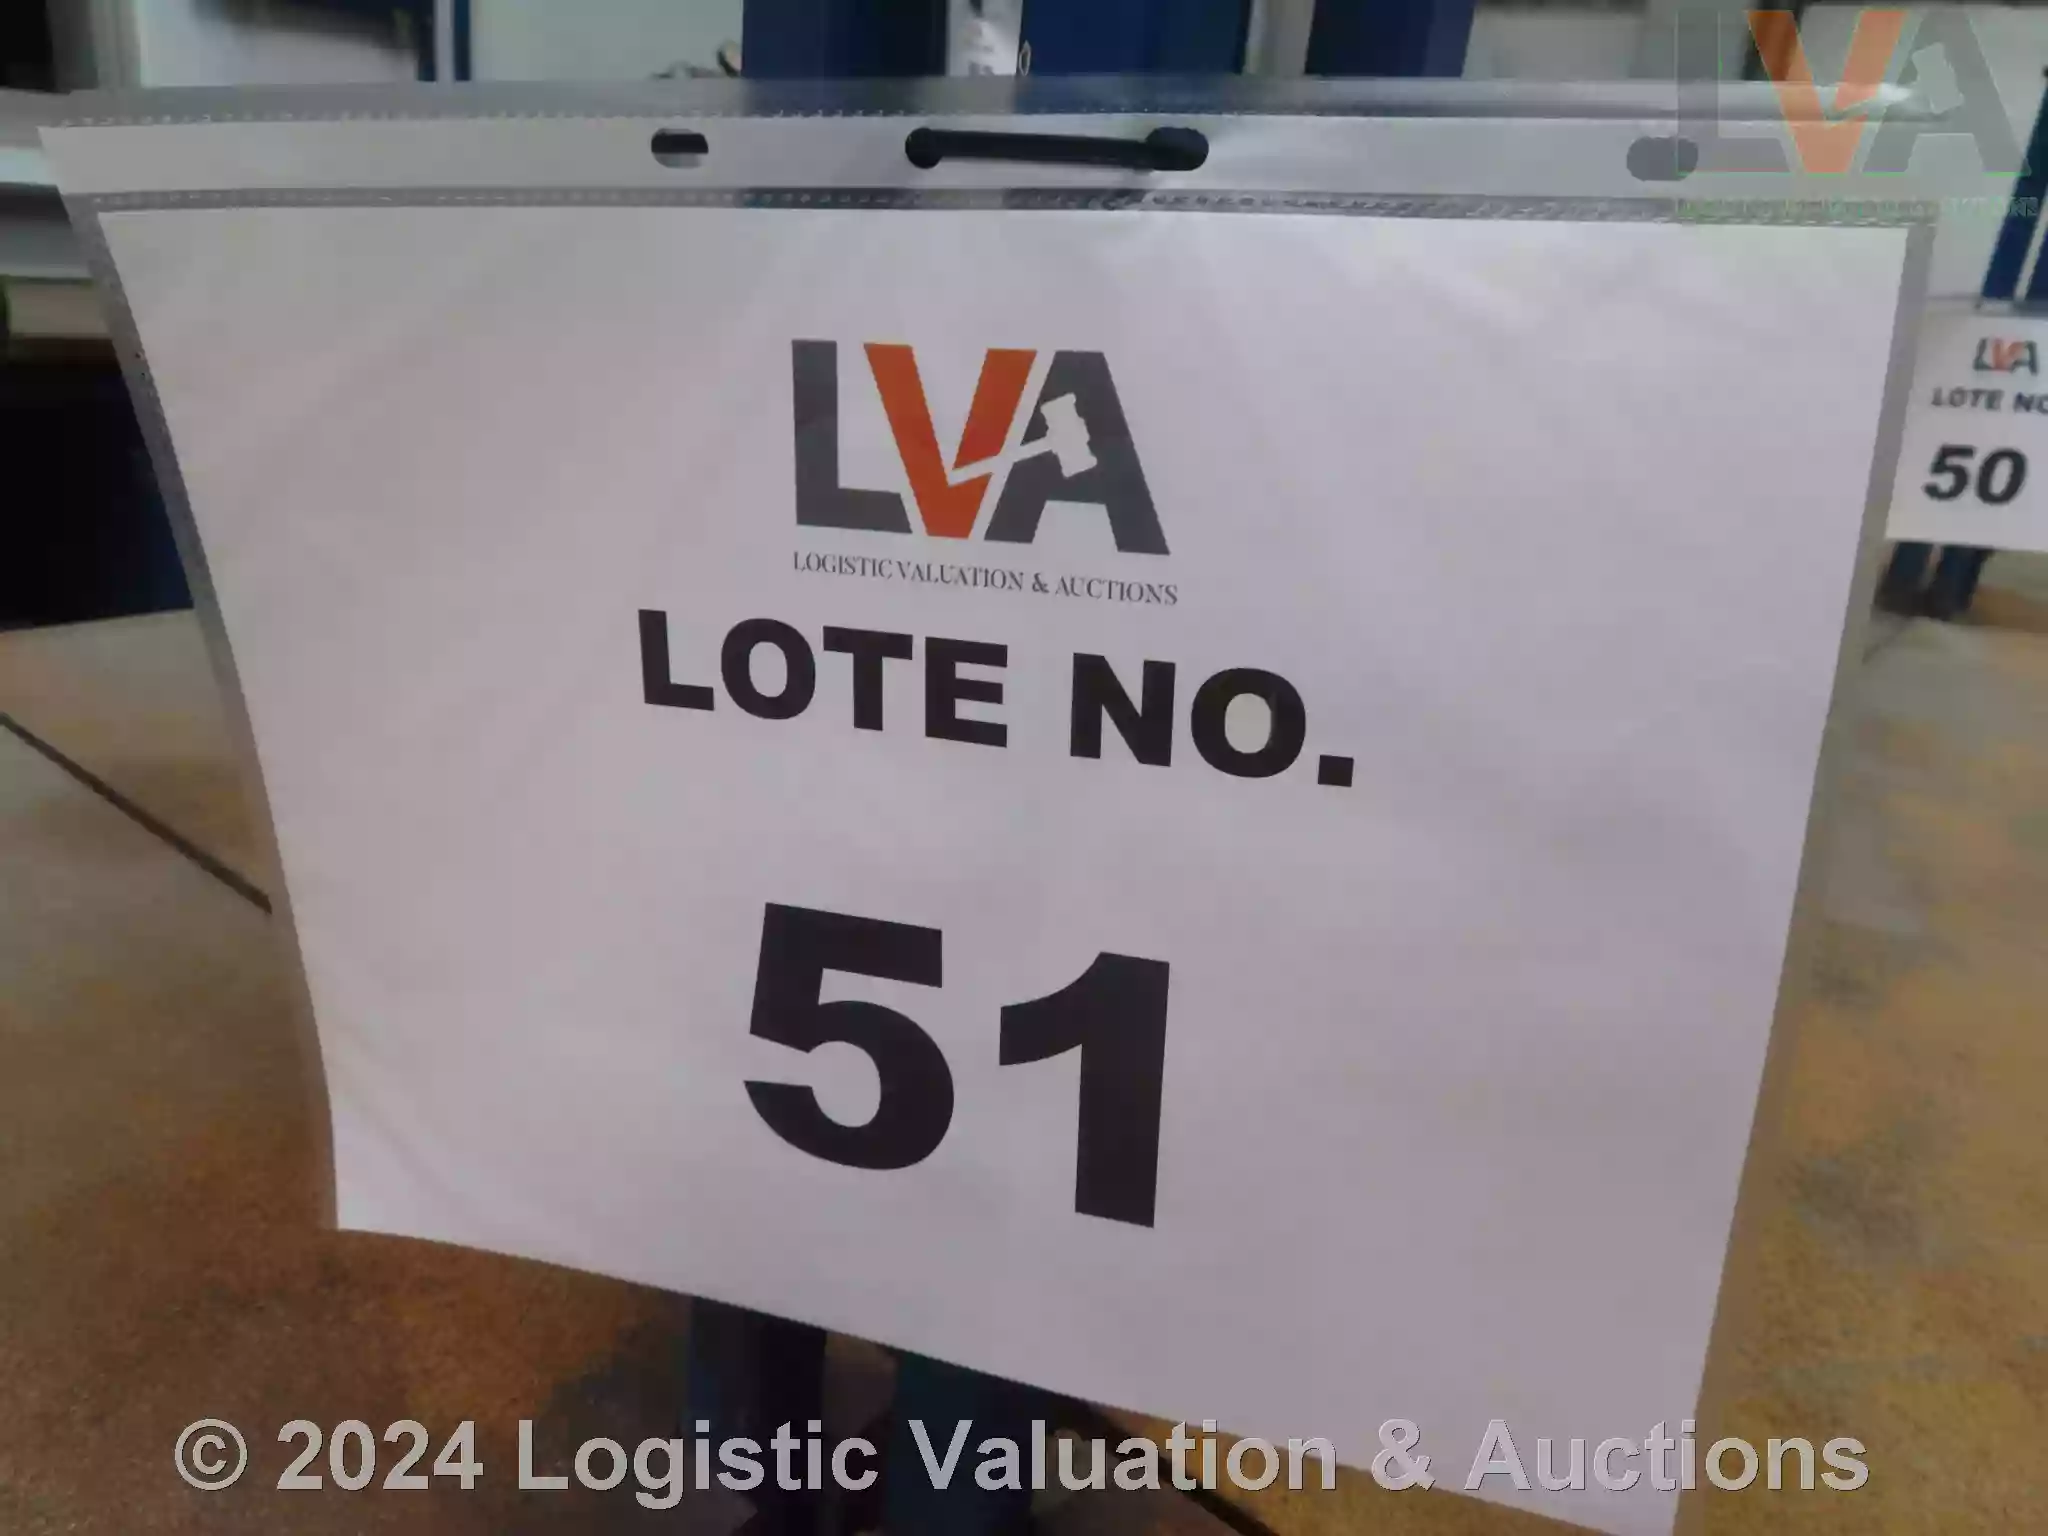 LVA
LOGISTIC VALUATION & AUCTIONS
LOTE NO.
51
LVA
LOTE NO
50
LVA
© 2024 Logistic Valuation & Auctions